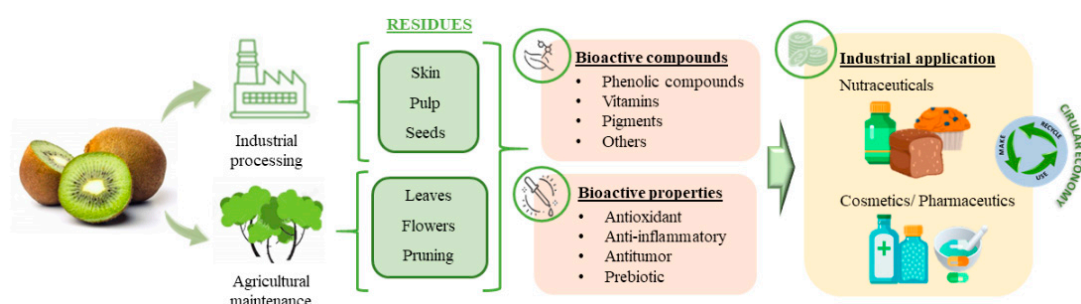 RESIDUES
Industrial
processing
Agricultural
maintenance
Skin
Pulp
Seeds
Leaves
Flowers
Pruning
Bioactive compounds
• Phenolic compounds
• Vitamins
• Pigments
• Others
Bioactive properties
• Antioxidant
• Anti-inflammatory
• Antitumor
• Prebiotic
Industrial application
Nutraceuticals
Cosmetics/ Pharmaceutics
CIRULAR ECONOMY
MAKE
RECYCLE
USE